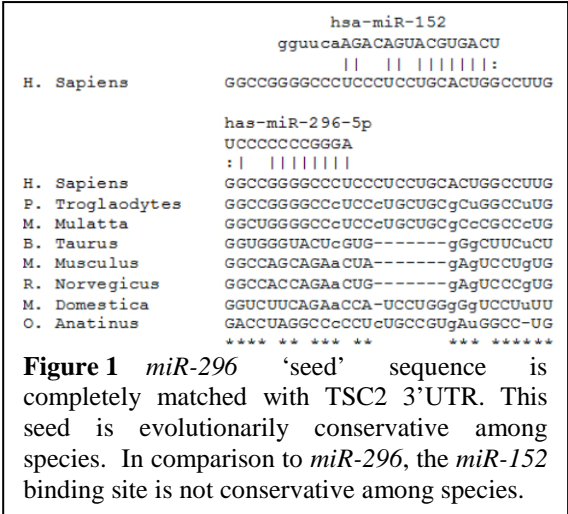 hsa-miR-152
gguucaAGACAGUACGUGACU
|| || |||||||:
H. Sapiens GGCCGGGGCCCUCCCUCCUGCACUGGCCUUG
has-miR-296-5p
UCCCCCCCGGGA
:| ||||||||
H. Sapiens GGCCGGGGCCCUCCCUCCUGCACUGGCCUUG
P. Troglaodytes GGCCGGGGCCcUCCcUGCUGCgCuGGCCuUG
M. Mulatta GGCUGGGGCCcUCCcUGCUGCgCcCGCCcUG
B. Taurus GGUGGGUACUcGUG-------gGgCUUCuCU
M. Musculus GGCCAGCAGAaCUA-------gAgUCCUgUG
R. Norvegicus GGCCACCAGAaCUG-------gAgUCCCgUG
M. Domestica GGUCUUCAGAaCCA-UCCUGGgGgUCCUuUU
O. Anatinus GACCUAGGCCcCCUcUGCCGUgAuGGCC-UG
**** ** *** ** *** ******
Figure 1 miR-296 ‘seed’ sequence is
completely matched with TSC2 3’UTR. This
seed is evolutionarily conservative among
species. In comparison to miR-296, the miR-152
binding site is not conservative among species.